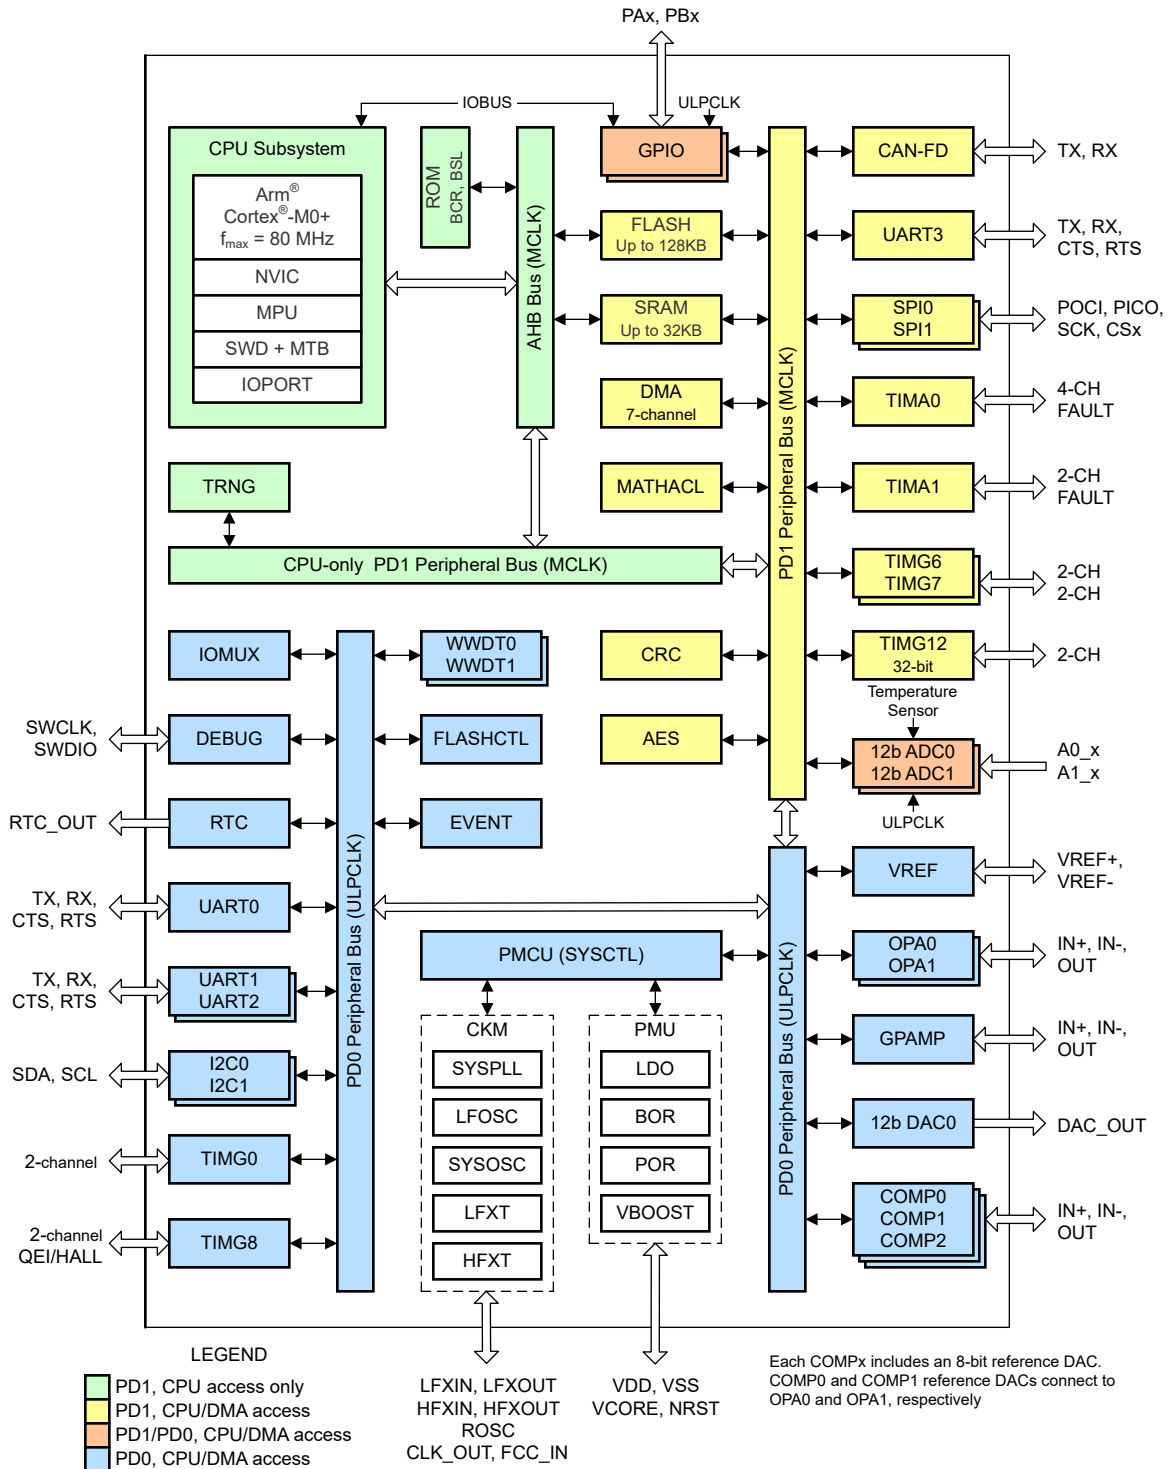 PAx, PBx
IOBUS
ULPCLK
CPU Subsystem
Arm®
Cortex®-M0+
fmax = 80 MHz
NVIC
MPU
SWD + MTB
IOPORT
ROM
BCR, BSL
AHB Bus (MCLK)
GPIO
FLASH
Up to 128KB
SRAM
Up to 32KB
DMA
7-channel
MATHACL
PD1 Peripheral Bus (MCLK)
CAN-FD
TX, RX
UART3
TX, RX,
CTS, RTS
SPI0
SPI1
POCI, PICO,
SCK, CSx
TIMA0
4-CH
FAULT
TIMA1
2-CH
FAULT
TIMG6
TIMG7
2-CH
2-CH
TIMG12
32-bit
2-CH
Temperature
Sensor
12b ADC0
12b ADC1
A0_x
A1_x
ULPCLK
TRNG
CPU-only PD1 Peripheral Bus (MCLK)
CRC
AES
IOMUX
WWDT0
WWDT1
SWCLK,
SWDIO
DEBUG
FLASHCTL
RTC_OUT
RTC
EVENT
TX, RX,
CTS, RTS
UART0
TX, RX,
CTS, RTS
UART1
UART2
SDA, SCL
I2C0
I2C1
2-channel
TIMG0
2-channel
QEI/HALL
TIMG8
PD0 Peripheral Bus (ULPCLK)
PMCU (SYSCTL)
CKM
SYSPLL
LFOSC
SYSOSC
LFXT
HFXT
PMU
LDO
BOR
POR
VBOOST
PD0 Peripheral Bus (ULPCLK)
VREF
VREF+,
VREF-
OPA0
OPA1
IN+, IN-,
OUT
GPAMP
IN+, IN-,
OUT
12b DAC0
DAC_OUT
COMP0
COMP1
COMP2
IN+, IN-,
OUT
LEGEND
PD1, CPU access only
PD1, CPU/DMA access
PD1/PD0, CPU/DMA access
PD0, CPU/DMA access
LFXIN, LFXOUT
HFXIN, HFXOUT
ROSC
CLK_OUT, FCC_IN
VDD, VSS
VCORE, NRST
Each COMPx includes an 8-bit reference DAC.
COMP0 and COMP1 reference DACs connect to
OPA0 and OPA1, respectively